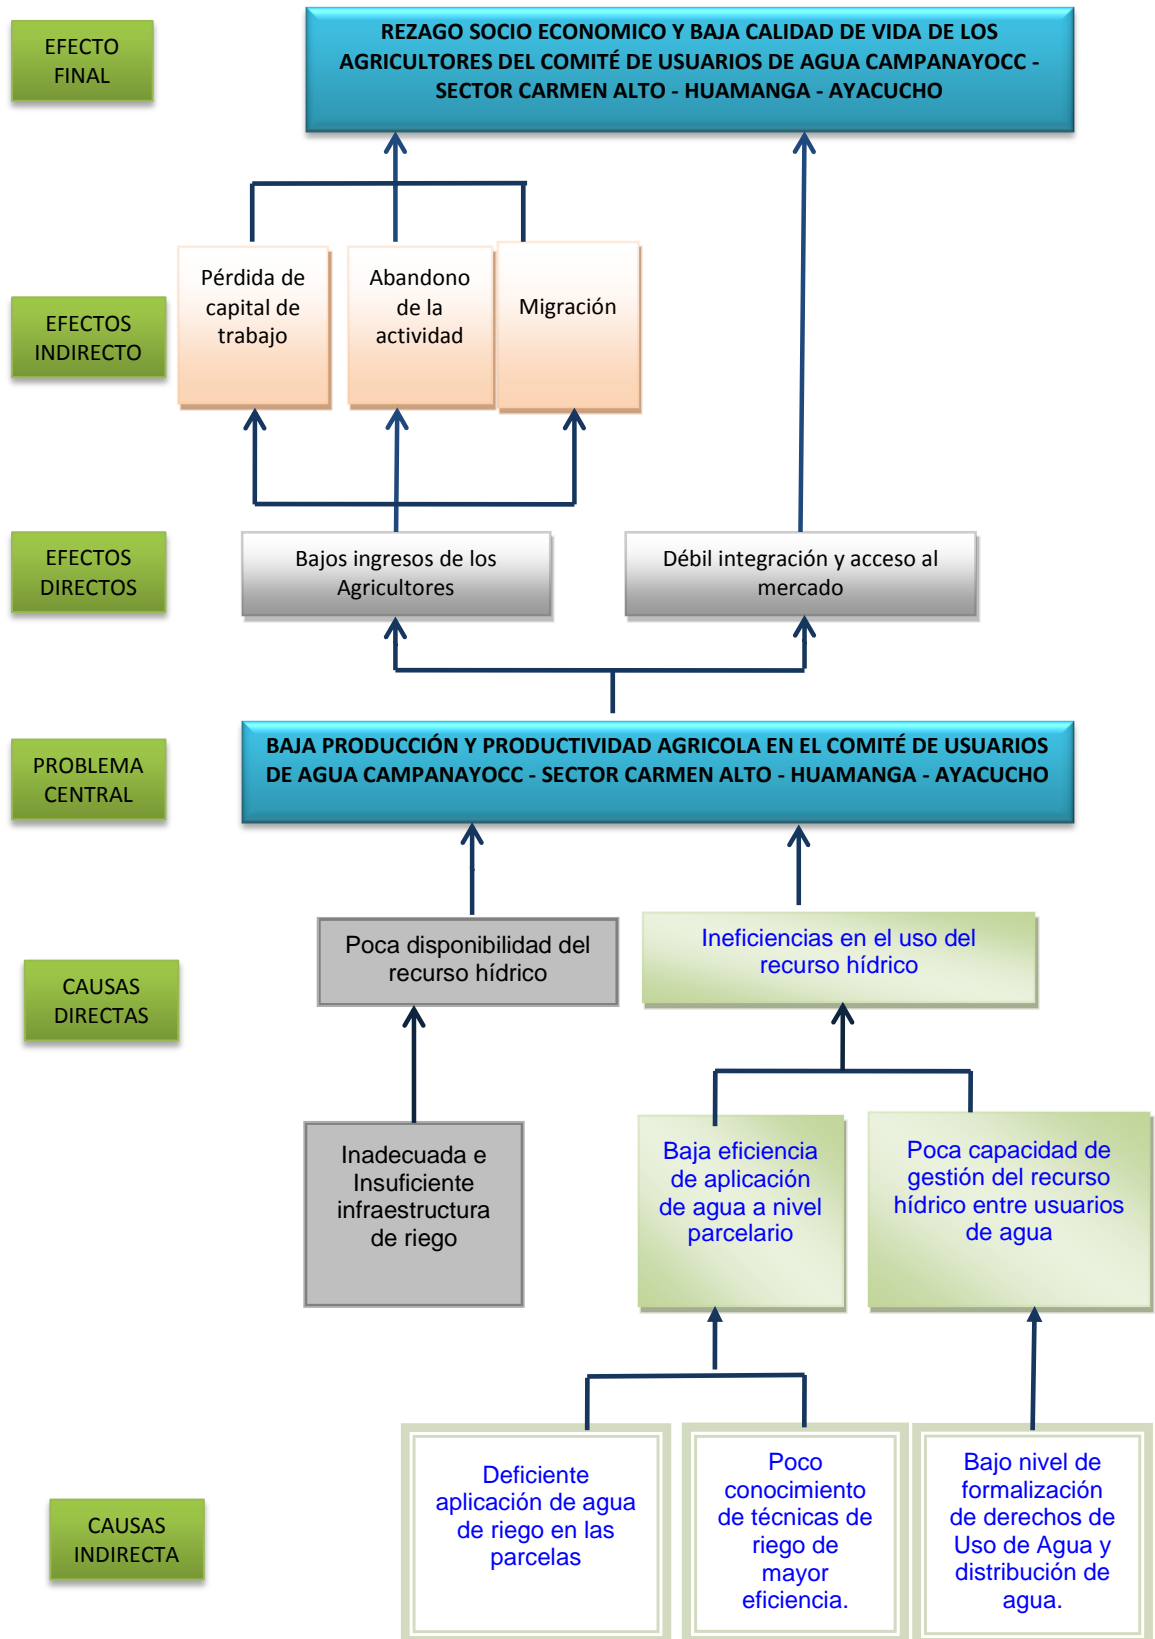 EFECTO
FINAL
REZAGO SOCIO ECONOMICO Y BAJA CALIDAD DE VIDA DE LOS
AGRICULTORES DEL COMITÉ DE USUARIOS DE AGUA CAMPANAYOCC -
SECTOR CARMEN ALTO - HUAMANGA - AYACUCHO
EFECTOS
INDIRECTO
Pérdida de
capital de
trabajo
Abandono
de la
actividad
Migración
EFECTOS
DIRECTOS
Bajos ingresos de los
Agricultores
Débil integración y acceso al
mercado
PROBLEMA
CENTRAL
BAJA PRODUCCIÓN Y PRODUCTIVIDAD AGRICOLA EN EL COMITÉ DE USUARIOS
DE AGUA CAMPANAYOCC - SECTOR CARMEN ALTO - HUAMANGA - AYACUCHO
CAUSAS
DIRECTAS
Poca disponibilidad del
recurso hídrico
Ineficiencias en el uso del
recurso hídrico
Inadecuada e
Insuficiente
infraestructura
de riego
Baja eficiencia
de aplicación
de agua a nivel
parcelario
Poca capacidad de
gestión del recurso
hídrico entre usuarios
de agua
CAUSAS
INDIRECTA
Deficiente
aplicación de agua
de riego en las
parcelas
Poco
conocimiento
de técnicas de
riego de
mayor
eficiencia.
Bajo nivel de
formalización
de derechos de
Uso de Agua y
distribución de
agua.